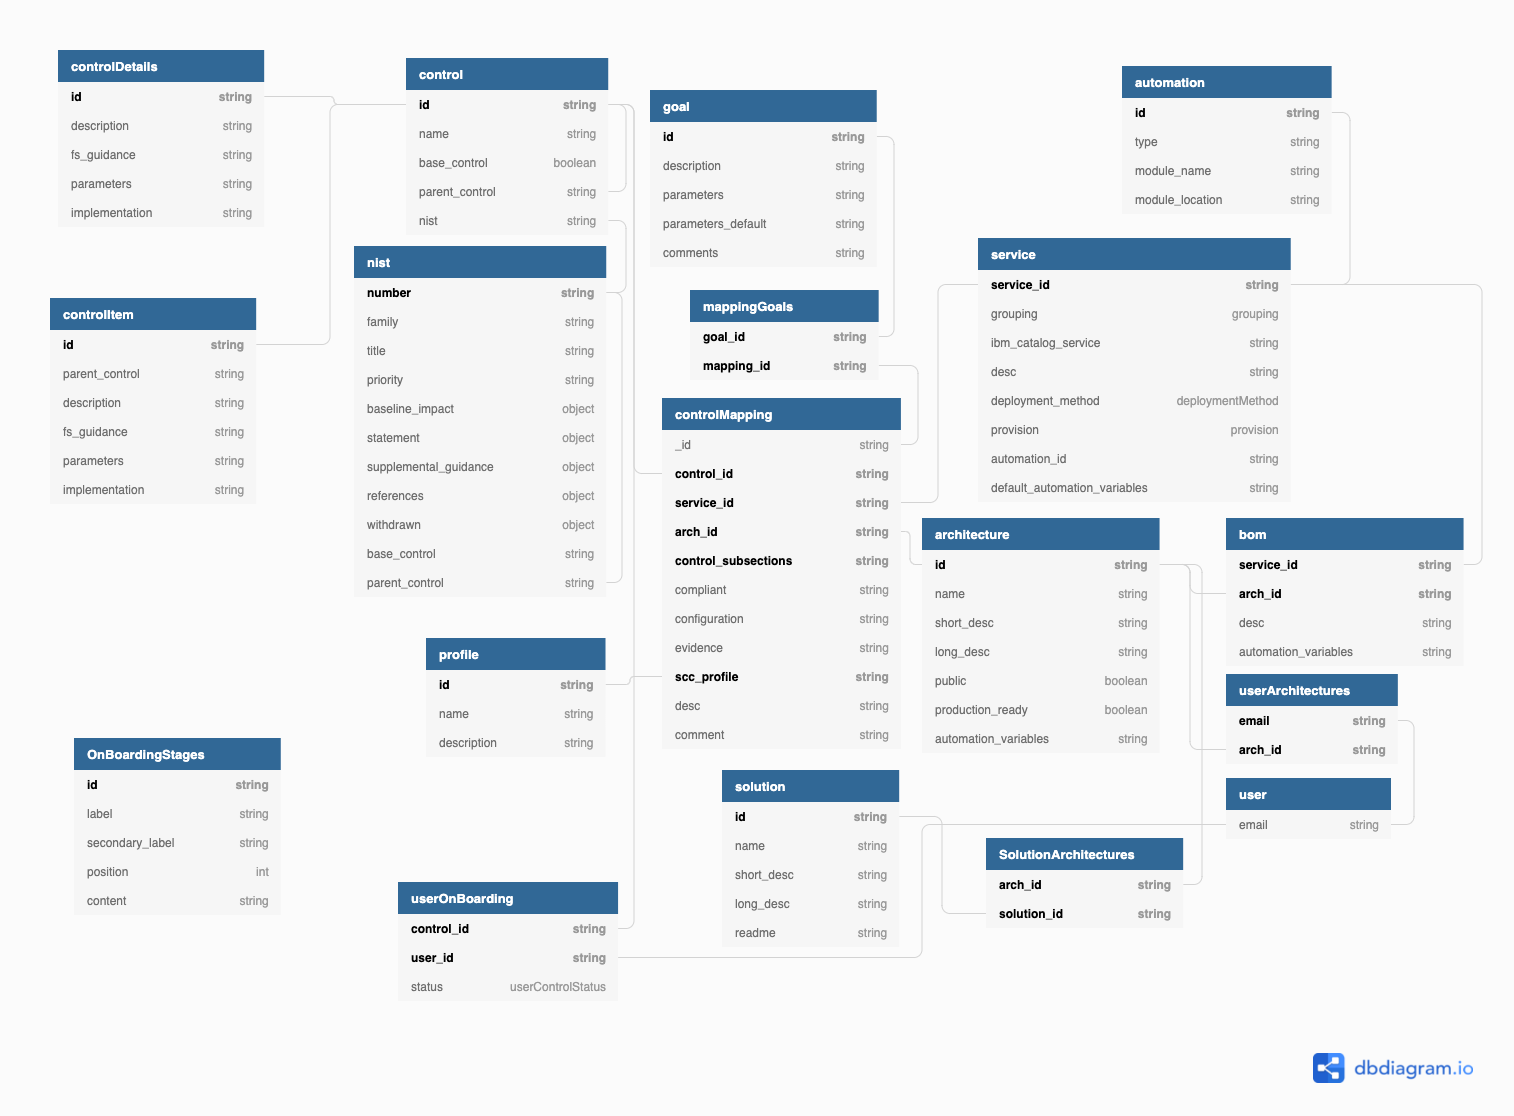 controlDetails
id string
description string
fs_guidance string
parameters string
implementation string
control
id string
name string
base_control boolean
parent_control string
nist string
goal
id string
description string
parameters string
parameters_default string
comments string
automation
id string
type string
module_name string
module_location string
nist
number string
family string
title string
priority string
baseline_impact object
statement object
supplemental_guidance object
references object
withdrawn object
base_control string
parent_control string
controlItem
id string
parent_control string
description string
fs_guidance string
parameters string
implementation string
mappingGoals
goal_id string
mapping_id string
service
service_id string
grouping grouping
ibm_catalog_service string
desc string
deployment_method deploymentMethod
provision provision
automation_id string
default_automation_variables string
controlMapping
_id string
control_id string
service_id string
arch_id string
control_subsections string
compliant string
configuration string
evidence string
scc_profile string
desc string
comment string
architecture
id string
name string
short_desc string
long_desc string
public boolean
production_ready boolean
automation_variables string
bom
service_id string
arch_id string
desc string
automation_variables string
profile
id string
name string
description string
userArchitectures
email string
arch_id string
OnBoardingStages
id string
label string
secondary_label string
position int
content string
solution
id string
name string
short_desc string
long_desc string
readme string
user
email string
SolutionArchitectures
arch_id string
solution_id string
userOnBoarding
control_id string
user_id string
status userControlStatus
dbdiagram.io